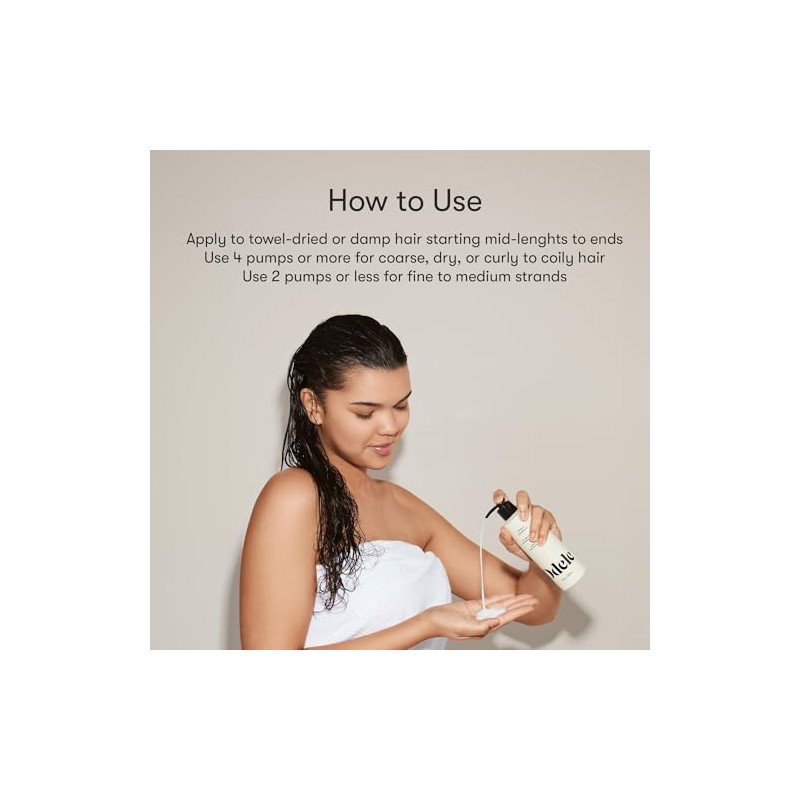 How to Use
Apply to towel-dried or damp hair starting mid-lenghts to ends
Use 4 pumps or more for coarse, dry, or curly to coily hair
Use 2 pumps or less for fine to medium strands
Odele